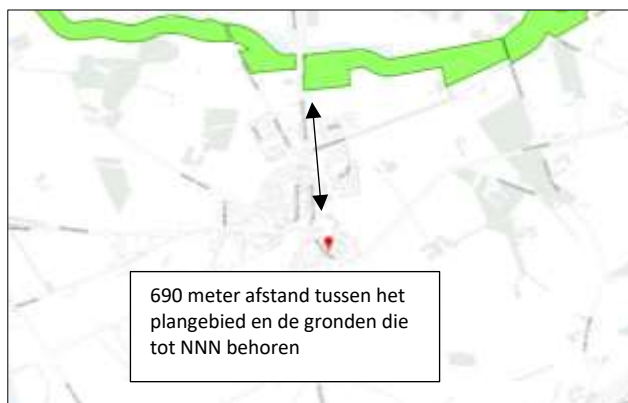 690 meter afstand tussen het
plangebied en de gronden die
tot NNN behoren